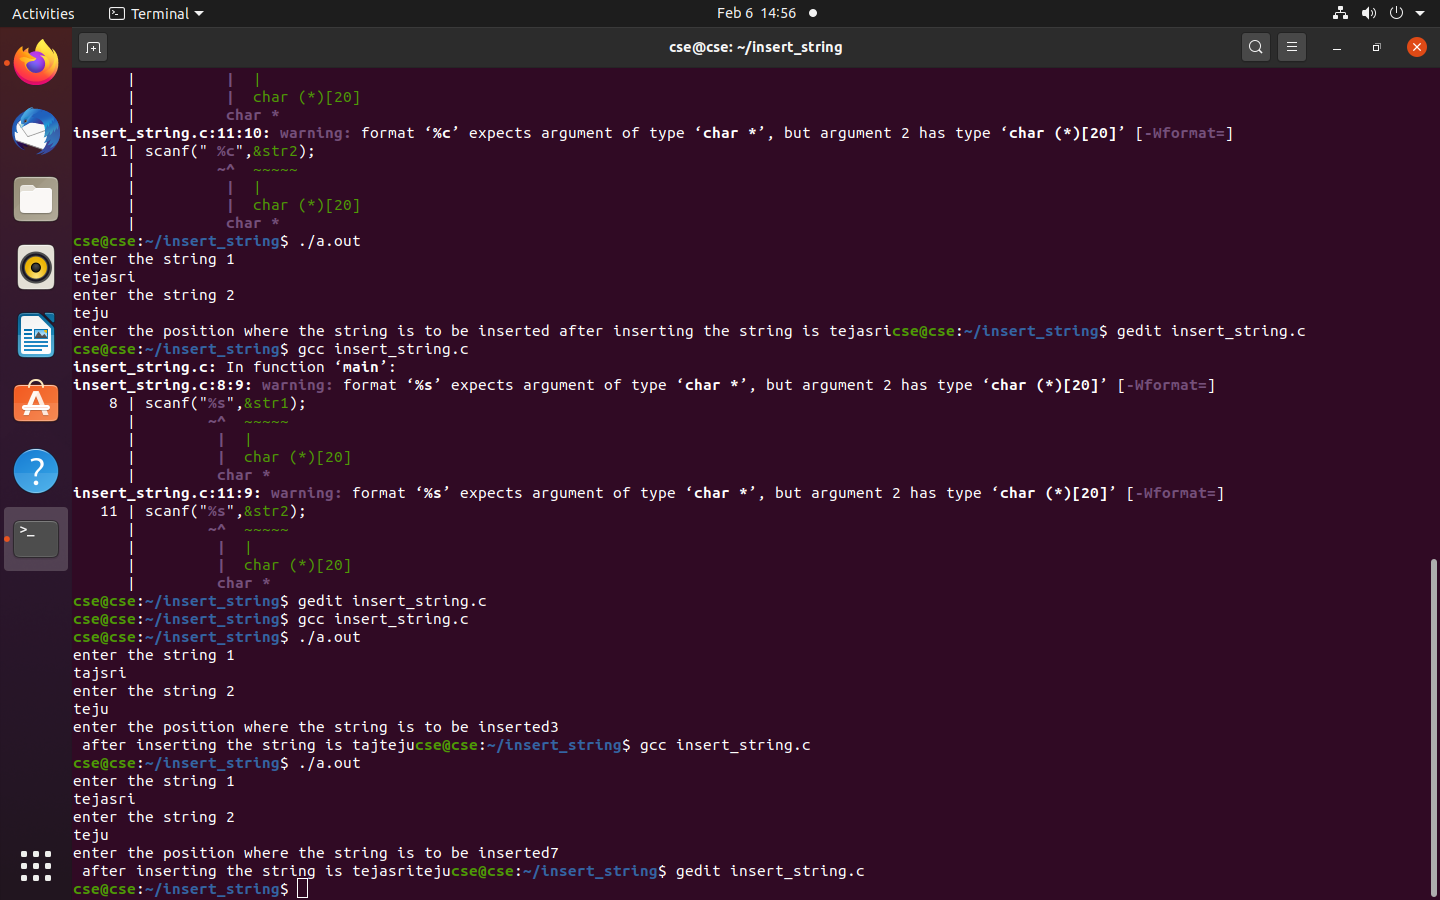 Activities
Terminal
Feb 6 14:56
cse@cse: ~/insert_string
| | |
| | char (*)[20]
| char *
insert_string.c:11:10: warning: format ‘%c’ expects argument of type ‘char *’, but argument 2 has type ‘char (*)[20]’ [-Wformat=]
11 | scanf(" %c",&str2);
| ~^ ~~~~~
| | |
| | char (*)[20]
| char *
cse@cse:~/insert_string$ ./a.out
enter the string 1
tejasri
enter the string 2
teju
enter the position where the string is to be inserted after inserting the string is tejasricse@cse:~/insert_string$ gedit insert_string.c
cse@cse:~/insert_string$ gcc insert_string.c
insert_string.c: In function ‘main’:
insert_string.c:8:9: warning: format ‘%s’ expects argument of type ‘char *’, but argument 2 has type ‘char (*)[20]’ [-Wformat=]
8 | scanf("%s",&str1);
| ~^ ~~~~~
| | |
| | char (*)[20]
| char *
insert_string.c:11:9: warning: format ‘%s’ expects argument of type ‘char *’, but argument 2 has type ‘char (*)[20]’ [-Wformat=]
11 | scanf("%s",&str2);
| ~^ ~~~~~
| | |
| | char (*)[20]
| char *
cse@cse:~/insert_string$ gedit insert_string.c
cse@cse:~/insert_string$ gcc insert_string.c
cse@cse:~/insert_string$ ./a.out
enter the string 1
tajsri
enter the string 2
teju
enter the position where the string is to be inserted3
after inserting the string is tajtejucse@cse:~/insert_string$ gcc insert_string.c
cse@cse:~/insert_string$ ./a.out
enter the string 1
tejasri
enter the string 2
teju
enter the position where the string is to be inserted7
after inserting the string is tejasritejucse@cse:~/insert_string$ gedit insert_string.c
cse@cse:~/insert_string$